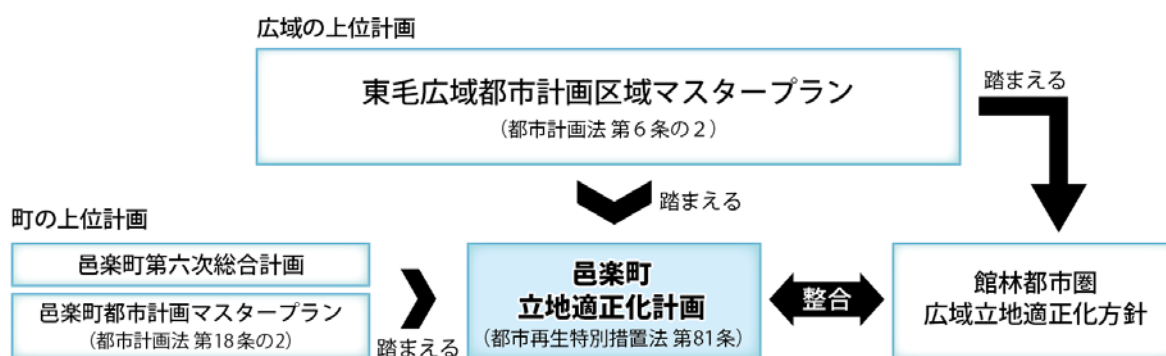 広域の上位計画
東毛広域都市計画区域マスタープラン
（都市計画法 第６条の２）
踏まえる
踏まえる
町の上位計画
邑楽町第六次総合計画
邑楽町都市計画マスタープラン
（都市計画法 第18条の2）
踏まえる
邑楽町
立地適正化計画
（都市再生特別措置法 第81条）
整合
館林都市圏
広域立地適正化方針